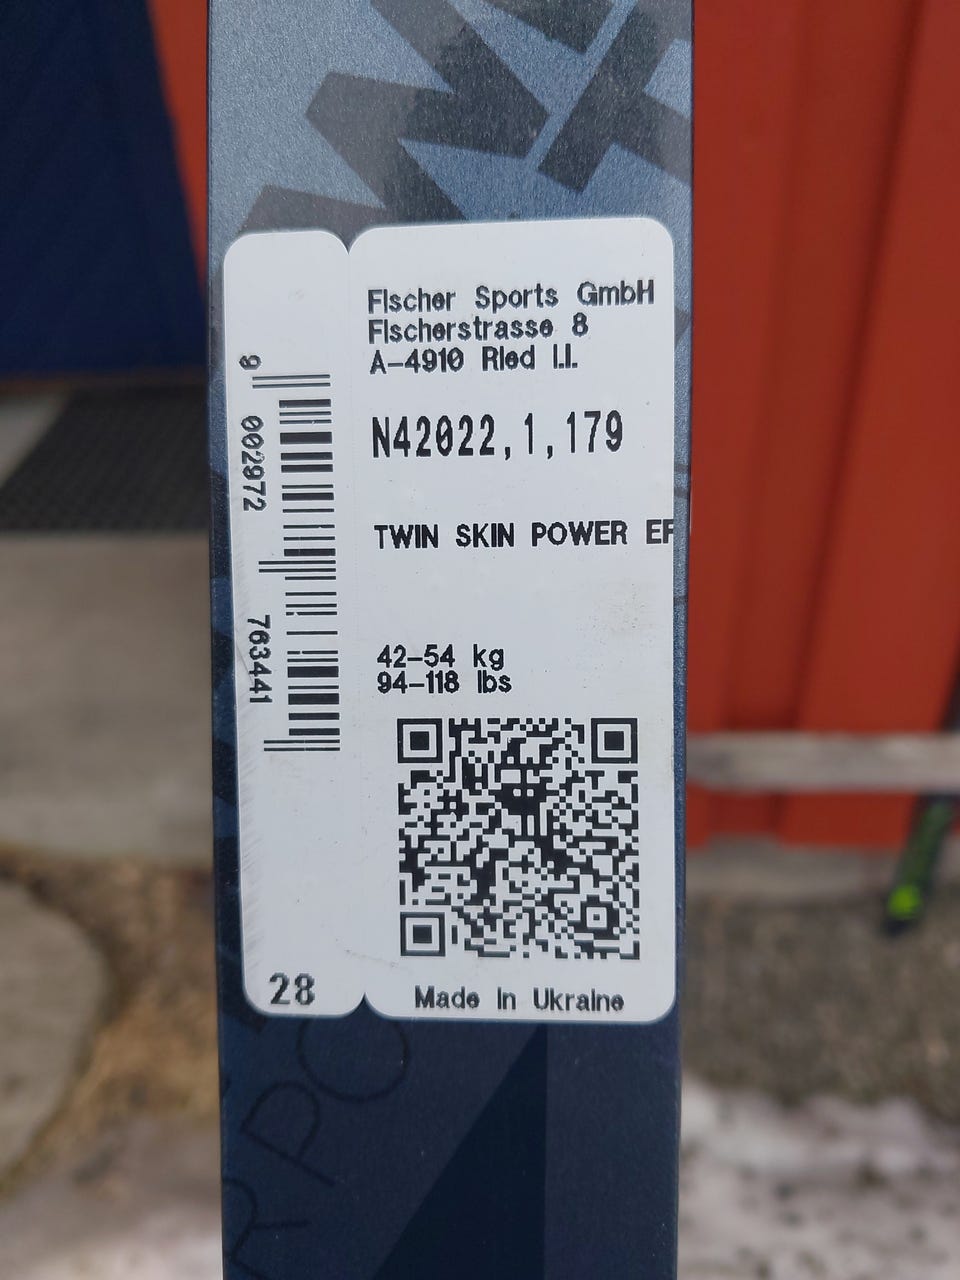 Fischer Sports GmbH
Fischerstrasse 8
A-4910 Ried I.I.
N42022,1,179
TWIN SKIN POWER EF
42-54 kg
94-118 lbs
Made In Ukraine
9 002972 763441
28